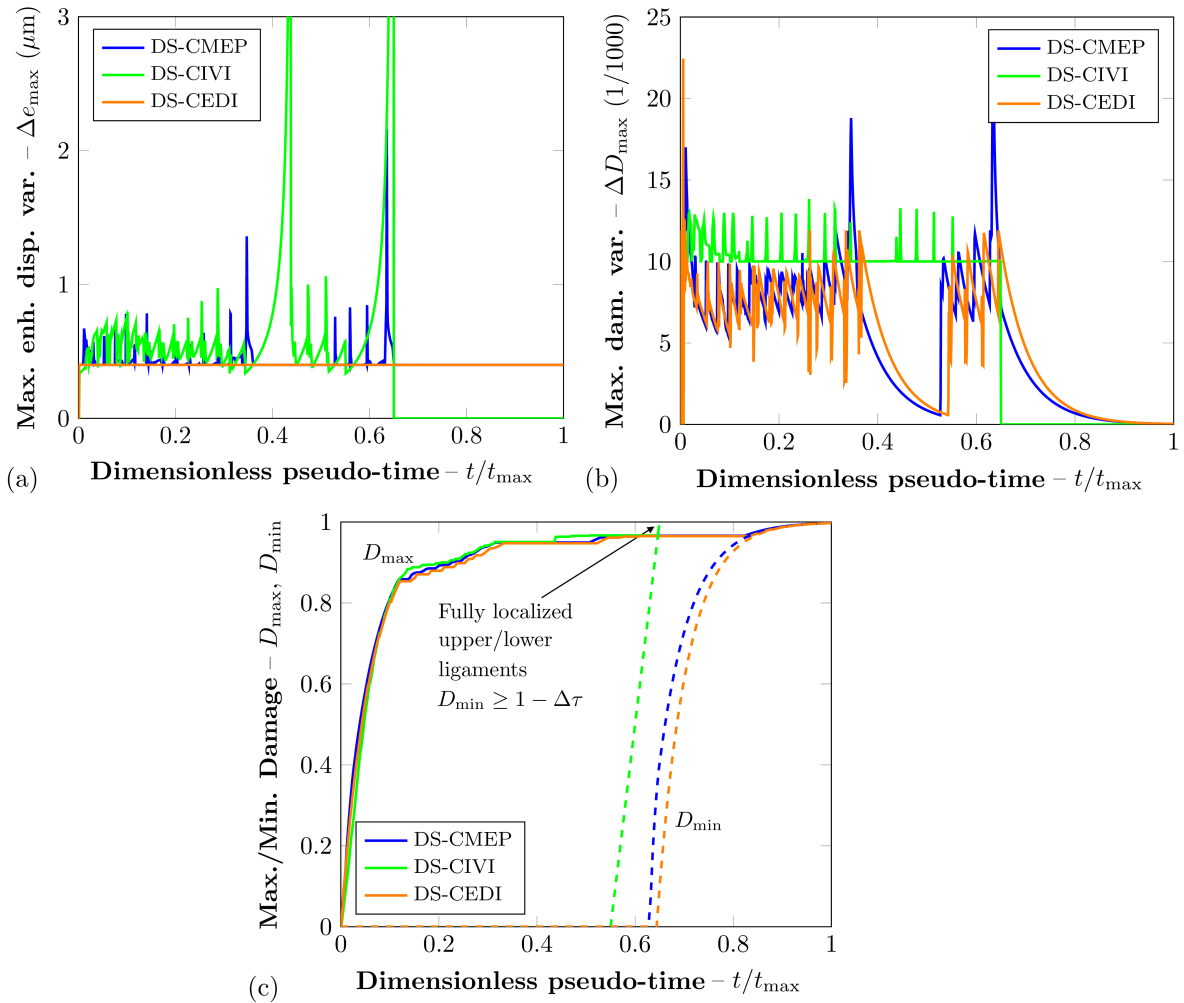 Max. enh. disp. var. – Δe_max (μm)
3
2
1
0
DS-CMEP
DS-CIVI
DS-CEDI
0 0.2 0.4 0.6 0.8 1
(a)
Dimensionless pseudo-time – t/t_max
Max. dam. var. – ΔD_max (1/1000)
25
20
15
10
5
0
DS-CMEP
DS-CIVI
DS-CEDI
0 0.2 0.4 0.6 0.8 1
(b)
Dimensionless pseudo-time – t/t_max
Max./Min. Damage – D_max, D_min
1
0.8
0.6
0.4
0.2
0
D_max
Fully localized
upper/lower
ligaments
D_min ≥ 1 − Δτ
D_min
DS-CMEP
DS-CIVI
DS-CEDI
0 0.2 0.4 0.6 0.8 1
(c)
Dimensionless pseudo-time – t/t_max